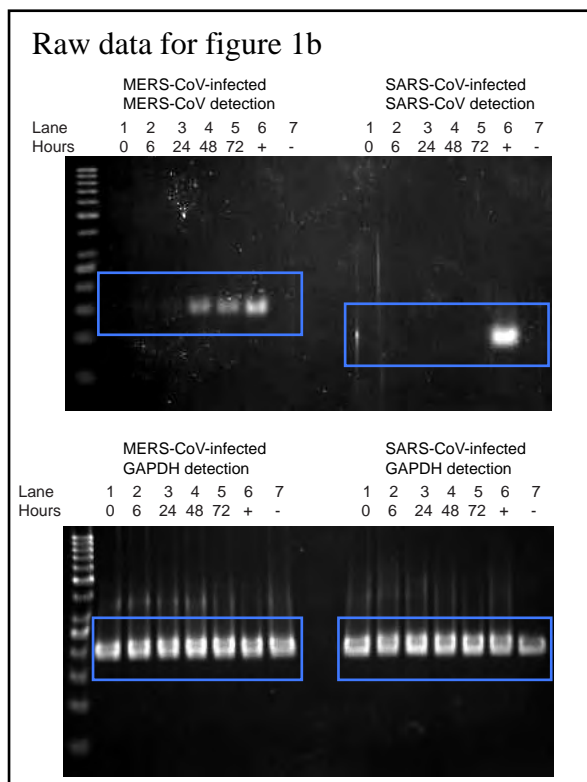 Raw data for figure 1b
MERS-CoV-infected
MERS-CoV detection
SARS-CoV-infected
SARS-CoV detection
Lane 1 2 3 4 5 6 7 1 2 3 4 5 6 7
Hours 0 6 24 48 72 + - 0 6 24 48 72 + -
MERS-CoV-infected
GAPDH detection
SARS-CoV-infected
GAPDH detection
Lane 1 2 3 4 5 6 7 1 2 3 4 5 6 7
Hours 0 6 24 48 72 + - 0 6 24 48 72 + -